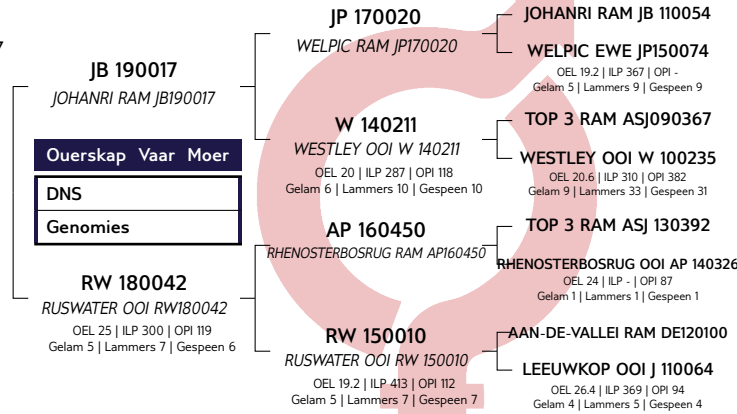 JB 190017
JOHANRI RAM JB190017
Ouerskap Vaar Moer
DNS
Genomies
RW 180042
RUSWATER OOI RW180042
OEL 25 | ILP 300 | OPI 119
Gelam 5 | Lammers 7 | Gespeen 6
JP 170020
WELPIC RAM JP170020
W 140211
WESTLEY OOI W 140211
OEL 20 | ILP 287 | OPI 118
Gelam 6 | Lammers 10 | Gespeen 10
AP 160450
RHENOSTERBOSRUG RAM AP160450
RW 150010
RUSWATER OOI RW 150010
OEL 19.2 | ILP 413 | OPI 112
Gelam 5 | Lammers 7 | Gespeen 7
JOHANRI RAM JB 110054
WELPIC EWE JP150074
OEL 19.2 | ILP 367 | OPI -
Gelam 5 | Lammers 9 | Gespeen 9
TOP 3 RAM ASJ090367
WESTLEY OOI W 100235
OEL 20.6 | ILP 310 | OPI 382
Gelam 9 | Lammers 33 | Gespeen 31
TOP 3 RAM ASJ 130392
RHENOSTERBOSRUG OOI AP 140326
OEL 24 | ILP - | OPI 87
Gelam 1 | Lammers 1 | Gespeen 1
AAN-DE-VALLEI RAM DE120100
LEEUWKOP OOI J 110064
OEL 26.4 | ILP 369 | OPI 94
Gelam 4 | Lammers 5 | Gespeen 4